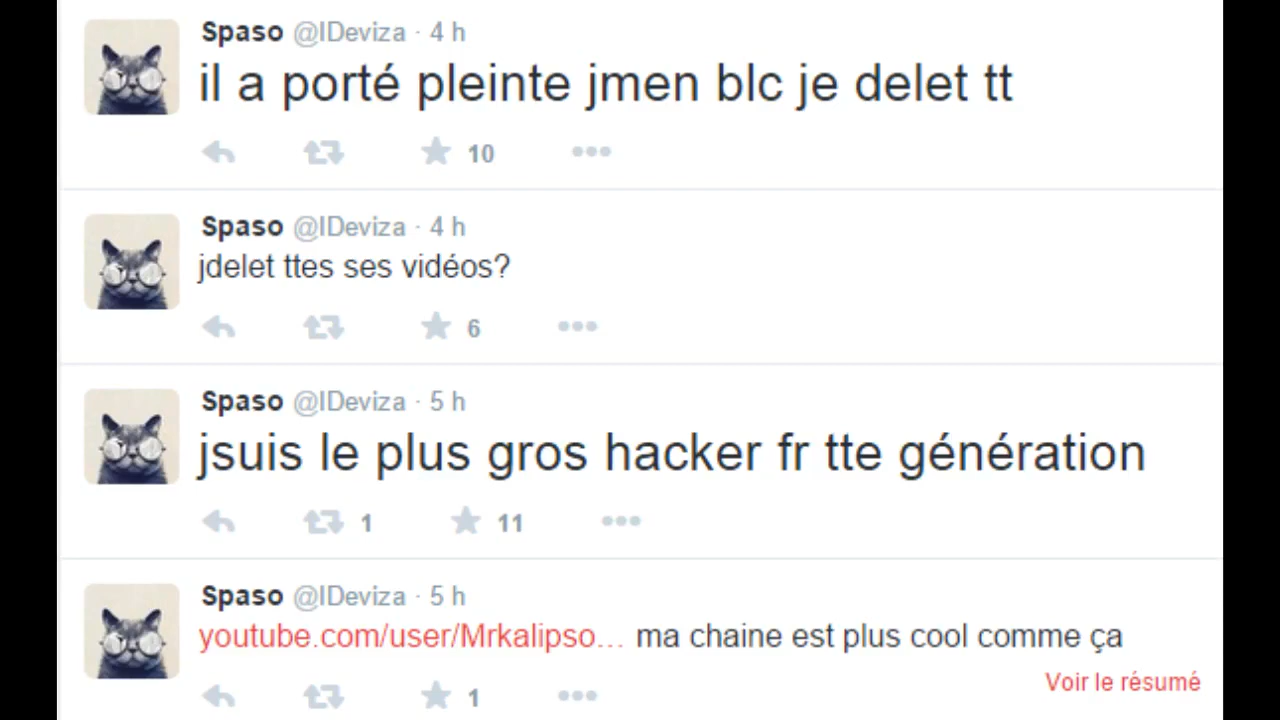 Spaso @IDeviza · 4 h
il a porté pleinte jmen blc je delet tt
10
Spaso @IDeviza · 4 h
jdelet ttes ses vidéos?
6
Spaso @IDeviza · 5 h
jsuis le plus gros hacker fr tte génération
1 11
Spaso @IDeviza · 5 h
youtube.com/user/Mrkalipso... ma chaine est plus cool comme ça
Voir le résumé
1